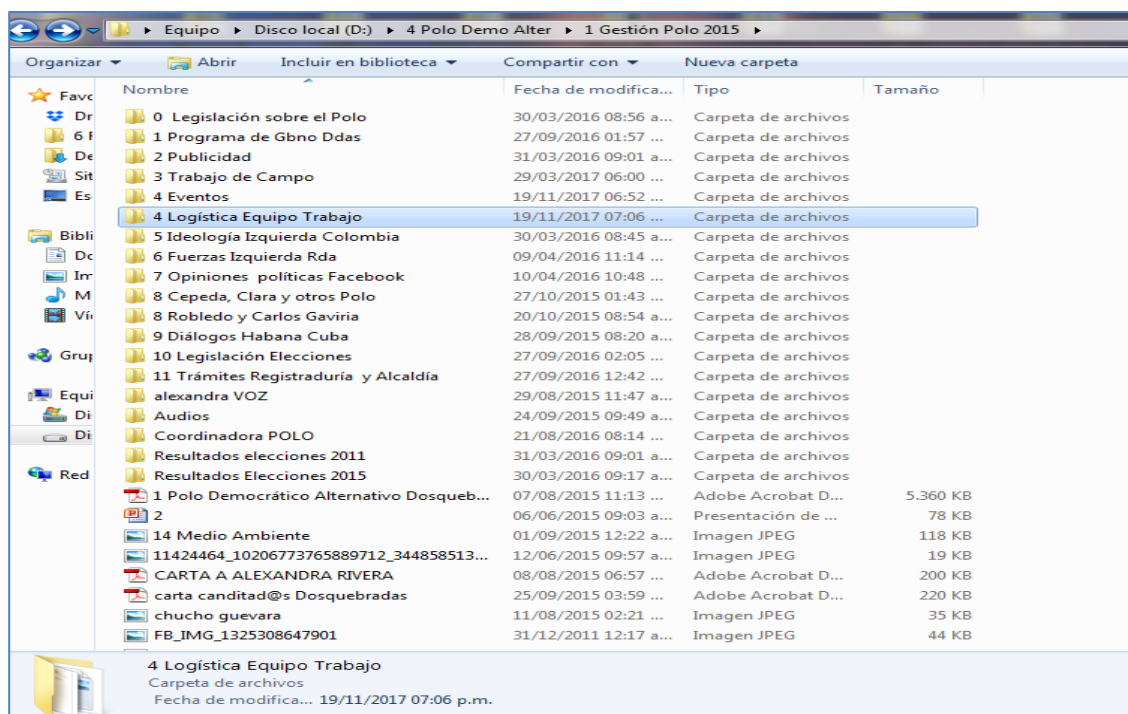 Equipo Disco local (D:) 4 Polo Demo Alter 1 Gestión Polo 2015
Organizar Abrir Incluir en biblioteca Compartir con Nueva carpeta
Favc
Dr
6 F
De
Sit
Es
Bibli
Dc
Im
M
Ví
Grup
Equi
Di
Di
Red
Nombre Fecha de modifica... Tipo Tamaño
0 Legislación sobre el Polo 30/03/2016 08:56 a... Carpeta de archivos
1 Programa de Gbno Ddas 27/09/2016 01:57 ... Carpeta de archivos
2 Publicidad 31/03/2016 09:01 a... Carpeta de archivos
3 Trabajo de Campo 29/03/2017 06:00 ... Carpeta de archivos
4 Eventos 19/11/2017 06:52 ... Carpeta de archivos
4 Logística Equipo Trabajo 19/11/2017 07:06 ... Carpeta de archivos
5 Ideología Izquierda Colombia 30/03/2016 08:45 a... Carpeta de archivos
6 Fuerzas Izquierda Rda 09/04/2016 11:14 ... Carpeta de archivos
7 Opiniones políticas Facebook 10/04/2016 10:48 ... Carpeta de archivos
8 Cepeda, Clara y otros Polo 27/10/2015 01:43 ... Carpeta de archivos
8 Robledo y Carlos Gaviria 20/10/2015 08:54 a... Carpeta de archivos
9 Diálogos Habana Cuba 28/09/2015 08:20 a... Carpeta de archivos
10 Legislación Elecciones 27/09/2016 02:05 ... Carpeta de archivos
11 Trámites Registraduría y Alcaldía 27/09/2016 12:42 ... Carpeta de archivos
alexandra VOZ 29/08/2015 11:47 a... Carpeta de archivos
Audios 24/09/2015 09:49 a... Carpeta de archivos
Coordinadora POLO 21/08/2016 08:14 ... Carpeta de archivos
Resultados elecciones 2011 31/03/2016 09:01 a... Carpeta de archivos
Resultados Elecciones 2015 30/03/2016 09:17 a... Carpeta de archivos
1 Polo Democrático Alternativo Dosqueb... 07/08/2015 11:13 ... Adobe Acrobat D... 5.360 KB
2 06/06/2015 09:03 a... Presentación de ... 78 KB
14 Medio Ambiente 01/09/2015 12:22 a... Imagen JPEG 118 KB
11424464_10206773765889712_344858513... 12/06/2015 09:57 a... Imagen JPEG 19 KB
CARTA A ALEXANDRA RIVERA 08/08/2015 06:57 ... Adobe Acrobat D... 200 KB
carta canditad@s Dosquebradas 25/09/2015 03:59 ... Adobe Acrobat D... 220 KB
chucho guevara 11/08/2015 02:21 ... Imagen JPEG 35 KB
FB_IMG_1325308647901 31/12/2011 12:17 a... Imagen JPEG 44 KB
4 Logística Equipo Trabajo
Carpeta de archivos
Fecha de modifica... 19/11/2017 07:06 p.m.